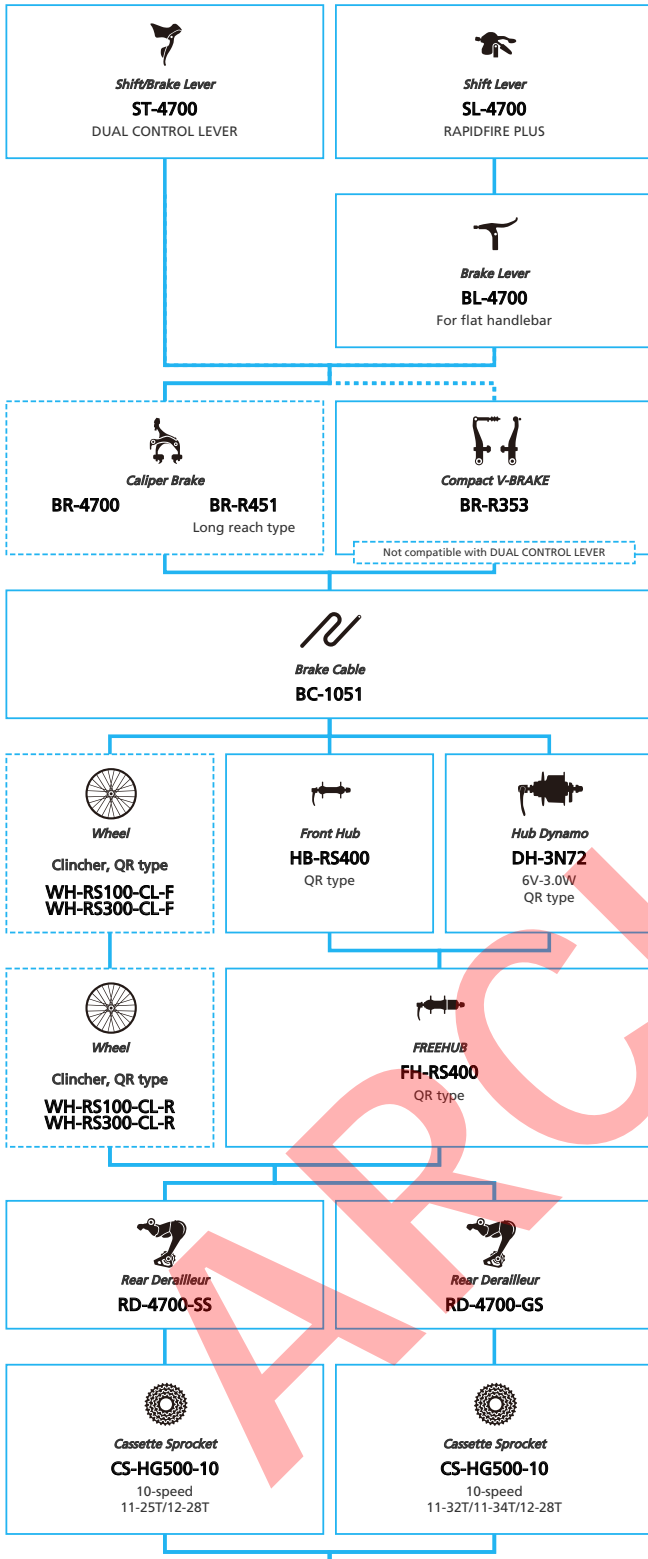 Shift/Brake Lever
ST-4700
DUAL CONTROL LEVER
Shift Lever
SL-4700
RAPIDFIRE PLUS
Brake Lever
BL-4700
For flat handlebar
Caliper Brake
BR-4700
BR-R451
Long reach type
Compact V-BRAKE
BR-R353
Not compatible with DUAL CONTROL LEVER
Brake Cable
BC-1051
Wheel
Clincher, QR type
WH-RS100-CL-F
WH-RS300-CL-F
Front Hub
HB-RS400
QR type
Hub Dynamo
DH-3N72
6V-3.0W
QR type
Wheel
Clincher, QR type
WH-RS100-CL-R
WH-RS300-CL-R
FREEHUB
FH-RS400
QR type
Rear Derailleur
RD-4700-SS
Rear Derailleur
RD-4700-GS
Cassette Sprocket
CS-HG500-10
10-speed
11-25T/12-28T
Cassette Sprocket
CS-HG500-10
10-speed
11-32T/11-34T/12-28T